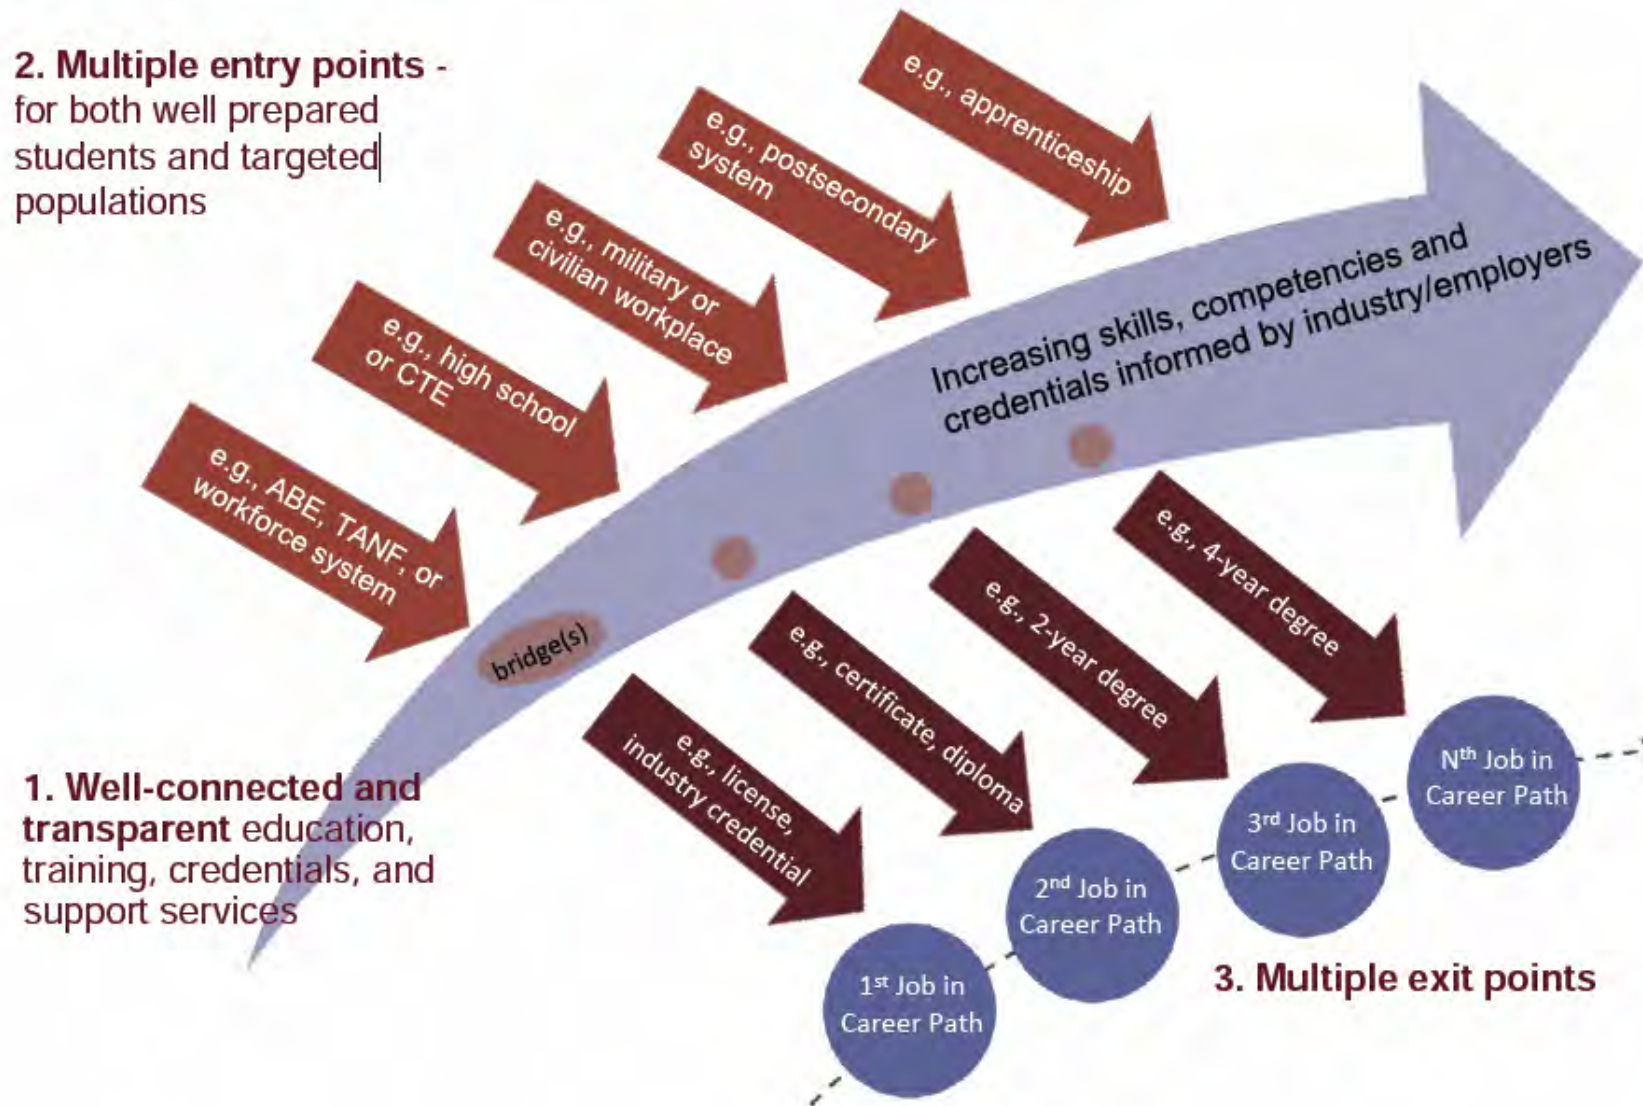 2. Multiple entry points -
for both well prepared
students and targeted
populations
e.g., apprenticeship
e.g., postsecondary
system
e.g., military or
civilian workplace
e.g., high school
or CTE
e.g., ABE, TANF, or
workforce system
Increasing skills, competencies and
credentials informed by industry/employers
bridge(s)
1. Well-connected and
transparent education,
training, credentials, and
support services
e.g., license,
industry credential
e.g., certificate, diploma
e.g., 2-year degree
e.g., 4-year degree
1st Job in
Career Path
2nd Job in
Career Path
3rd Job in
Career Path
Nth Job in
Career Path
3. Multiple exit points